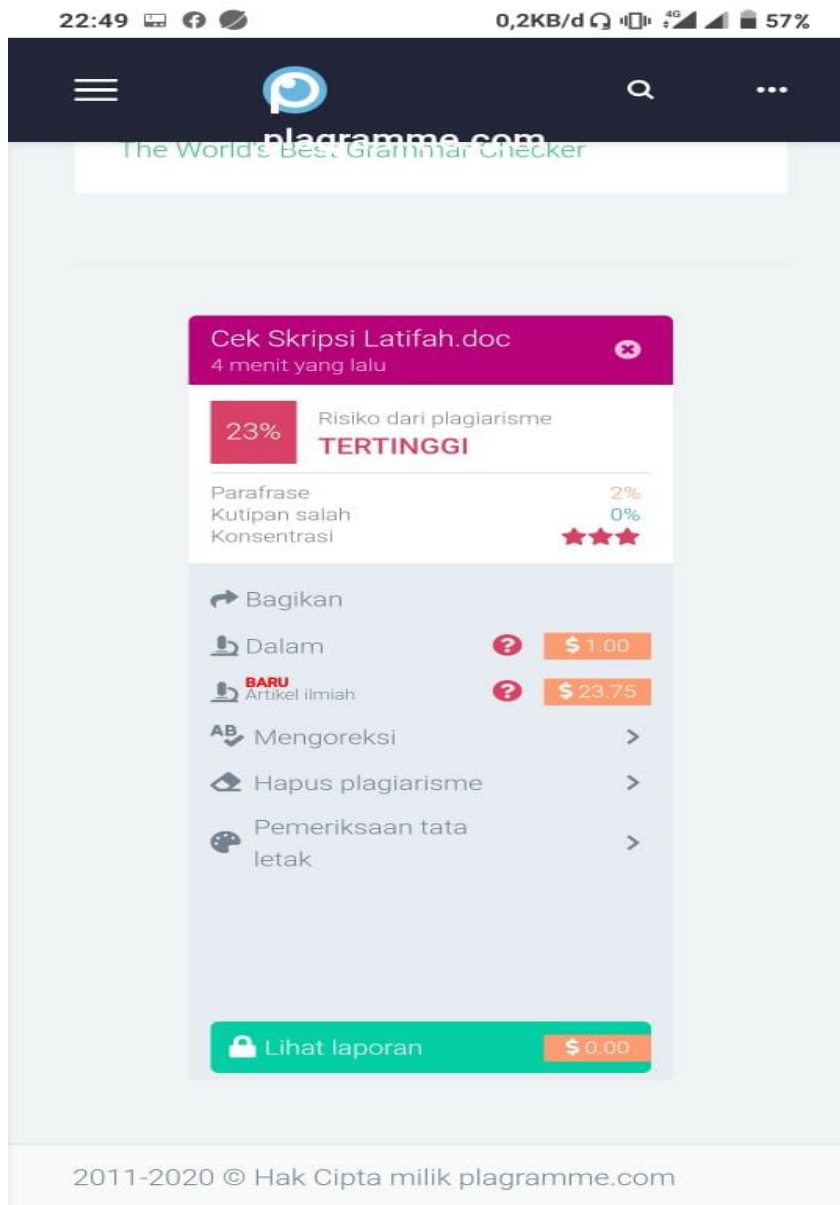 22:49 0,2KB/d 4G 57%
plagramme.com
The World's Best Grammar Checker
Cek Skripsi Latifah.doc
4 menit yang lalu
23% Risiko dari plagiarisme
TERTINGGI
Parafrase 2%
Kutipan salah 0%
Konsentrasi
Bagikan
Dalam ? $ 1.00
BARU
Artikel ilmiah ? $ 23.75
AB Mengoreksi
Hapus plagiarisme
Pemeriksaan tata
letak
Lihat laporan $ 0.00
2011-2020 © Hak Cipta milik plagramme.com